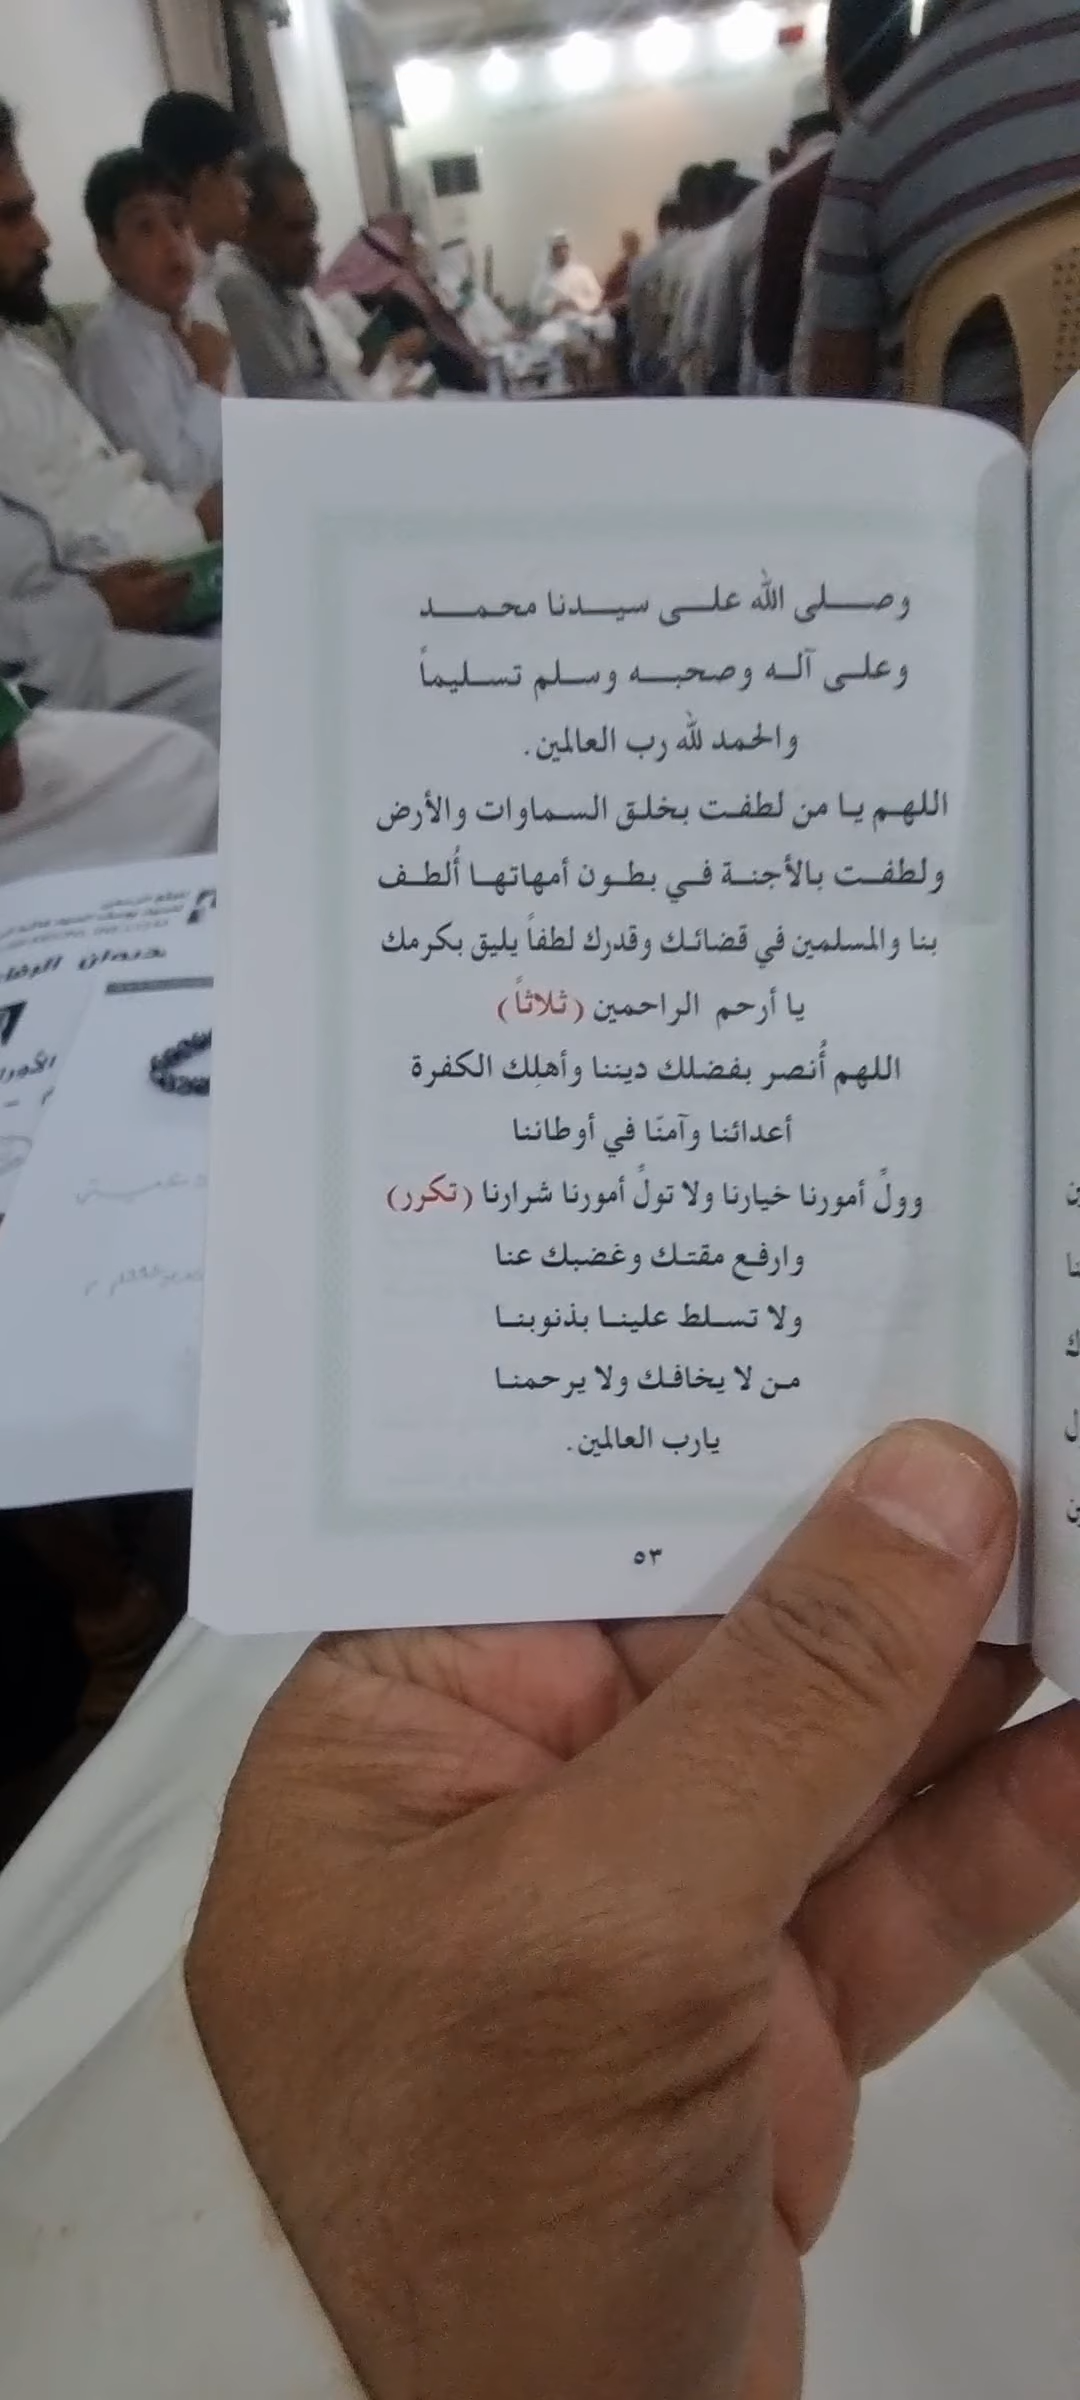 وصلى الله على سيدنا محمد
وعلى آله وصحبه وسلم تسليماً
والحمد لله رب العالمين.
اللهم يا من لطفت بخلق السماوات والأرض
ولطفت بالأجنة في بطون أمهاتها أُلطف
بنا والمسلمين في قضائك وقدرك لطفاً يليق بكرمك
يا أرحم الراحمين (ثلاثاً)
اللهم أُنصر بفضلك ديننا وأهلِك الكفرة
أعدائنا وآمنّا في أوطاننا
وولِّ أمورنا خيارنا ولا تولِّ أمورنا شرارنا (تكرر)
وارفع مقتك وغضبك عنا
ولا تسلط علينا بذنوبنا
من لا يخافك ولا يرحمنا
يارب العالمين.
٥٣
ديوان